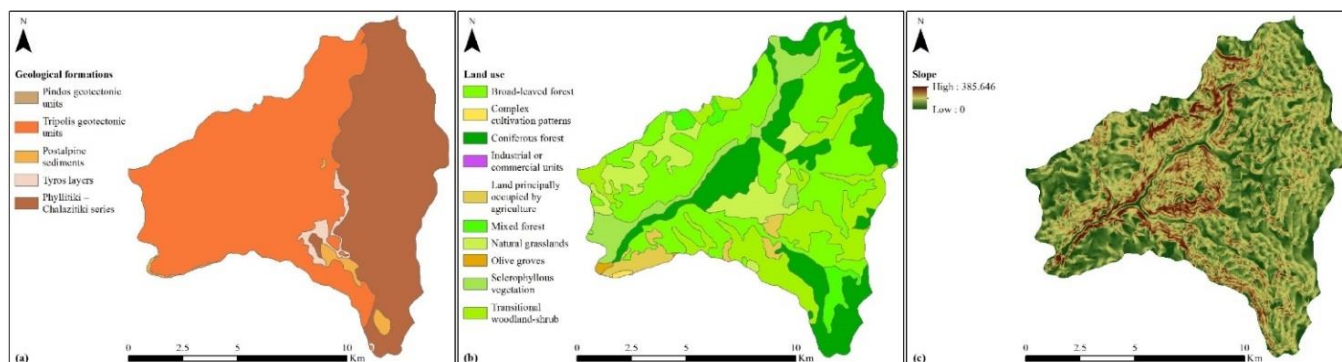 N
Geological formations
Pindos geotectonic
units
Tripolis geotectonic
units
Postalpine
sediments
Tyros layers
Phyllitiki –
Chalazitiki series
0 2.5 5 10
Km
(a)
N
Land use
Broad-leaved forest
Complex
cultivation patterns
Coniferous forest
Industrial or
commercial units
Land principally
occupied by
agriculture
Mixed forest
Natural grasslands
Olive groves
Sclerophyllous
vegetation
Transitional
woodland-shrub
0 2.5 5 10
Km
(b)
N
Slope
High : 385.646
Low : 0
0 2.5 5 10
Km
(c)